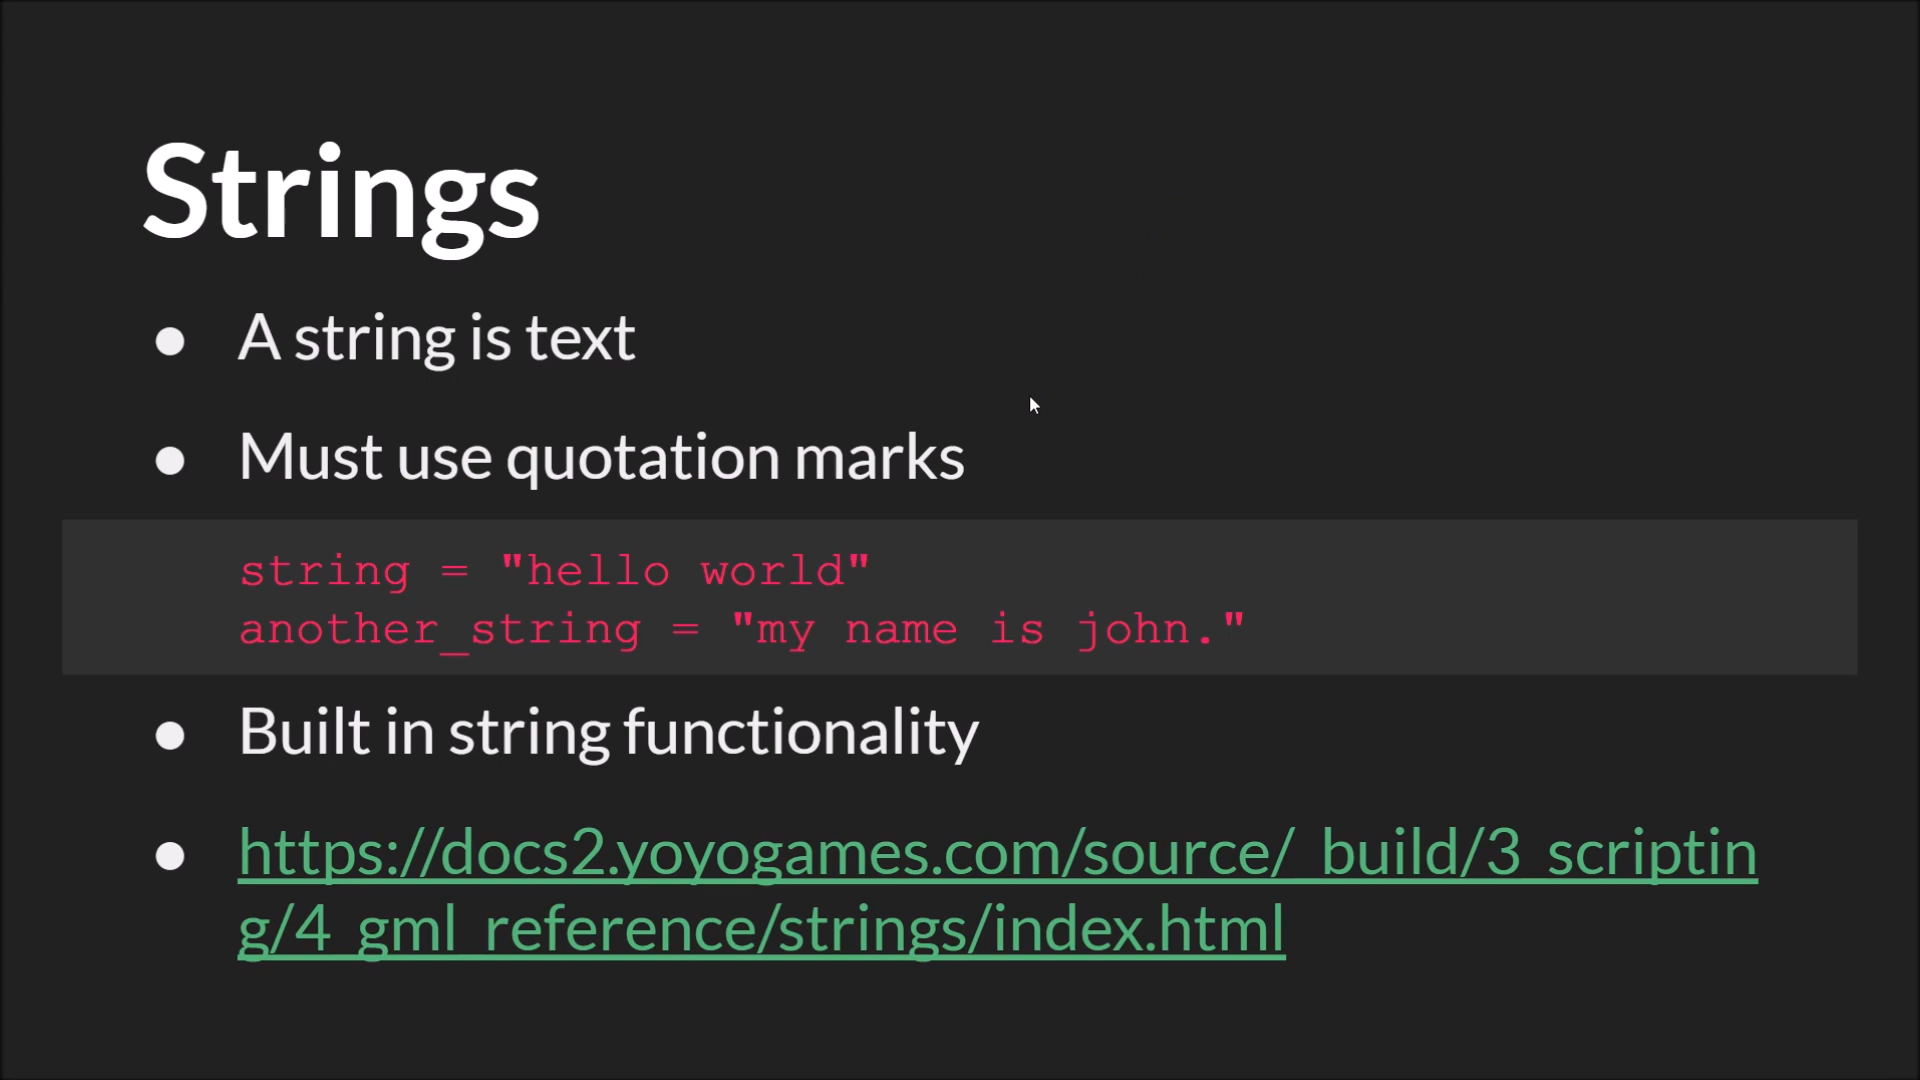 Strings
● A string is text
● Must use quotation marks
string = "hello world"
another_string = "my name is john."
● Built in string functionality
● https://docs2.yoyogames.com/source/_build/3_scriptin
g/4_gml_reference/strings/index.html